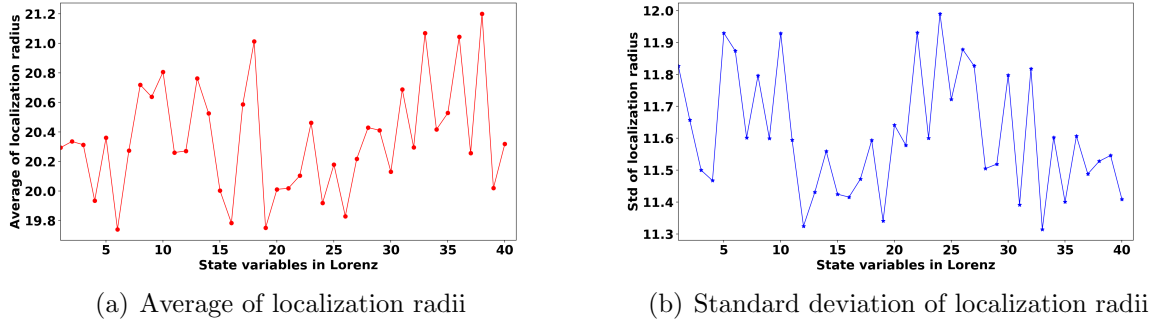 21.2
21.0
20.8
20.6
20.4
20.2
20.0
19.8
Average of localization radius
5 10 15 20 25 30 35 40
State variables in Lorenz
(a) Average of localization radii
12.0
11.9
11.8
11.7
11.6
11.5
11.4
11.3
Std of localization radius
5 10 15 20 25 30 35 40
State variables in Lorenz
(b) Standard deviation of localization radii